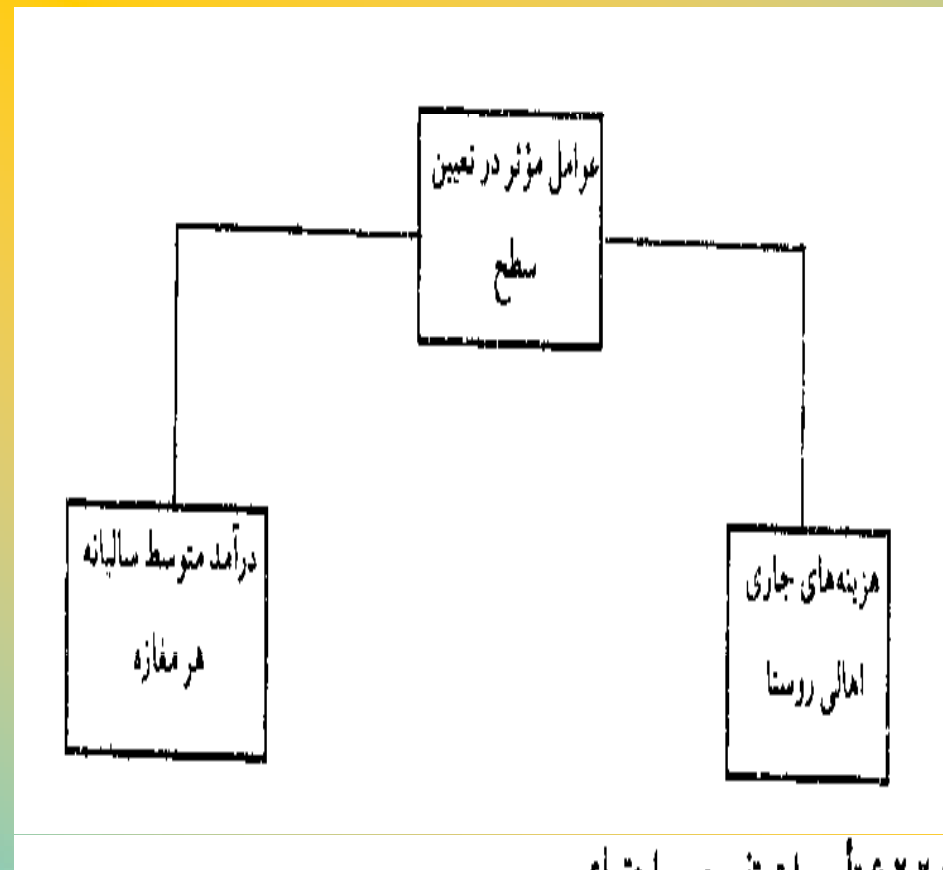 عوامل مؤثر در تعیین
سطح
هزینه‌های جاری
اهالی روستا
درآمد متوسط سالیانه
هر مغازه